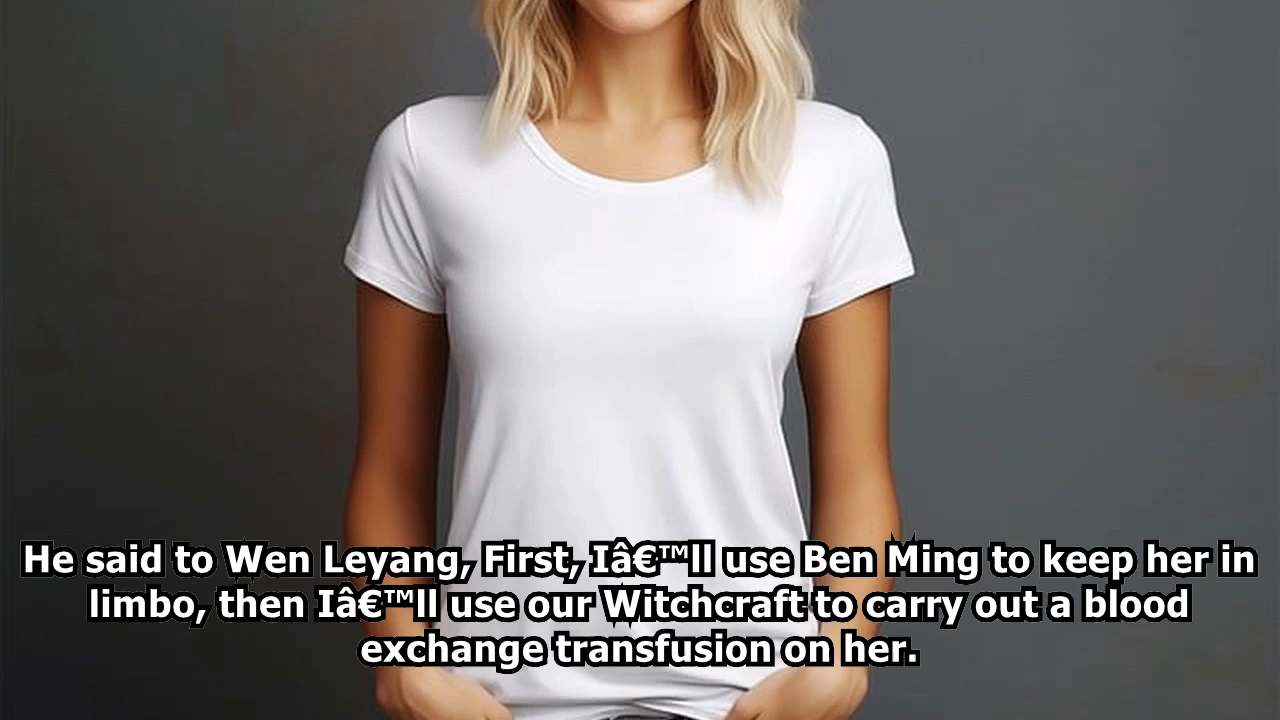 He said to Wen Leyang, First, Iâ€™ll use Ben Ming to keep her in
limbo, then Iâ€™ll use our Witchcraft to carry out a blood
exchange transfusion on her.